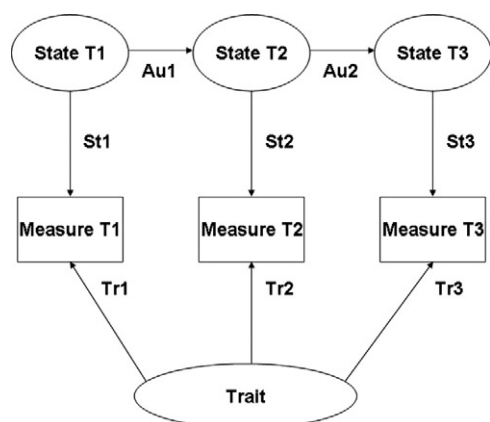 State T1
State T2
State T3
Au1
Au2
St1
St2
St3
Measure T1
Measure T2
Measure T3
Tr1
Tr2
Tr3
Trait